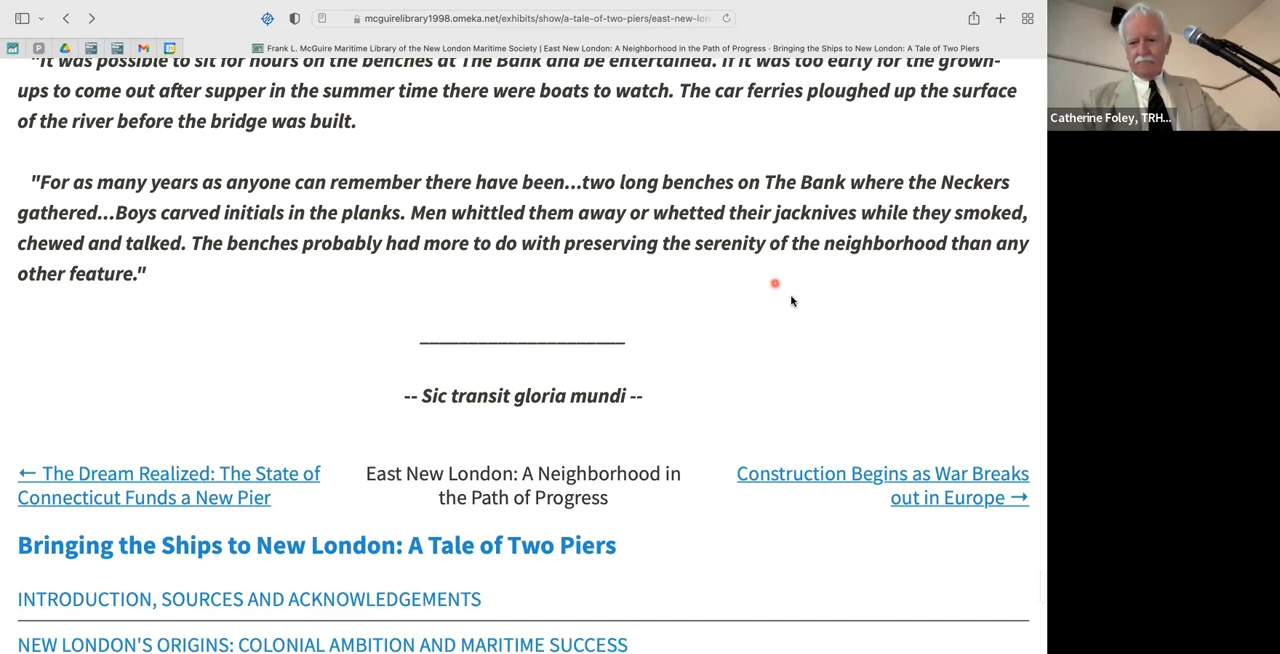 mcguirelibrary1998.omeka.net/exhibits/show/a-tale-of-two-piers/east-new-lon
Frank L. McGuire Maritime Library of the New London Maritime Society | East New London: A Neighborhood in the Path of Progress · Bringing the Ships to New London: A Tale of Two Piers
"It was possible to sit for hours on the benches at The Bank and be entertained. If it was too early for the grown-
ups to come out after supper in the summer time there were boats to watch. The car ferries ploughed up the surface
of the river before the bridge was built.
"For as many years as anyone can remember there have been...two long benches on The Bank where the Neckers
gathered...Boys carved initials in the planks. Men whittled them away or whetted their jacknives while they smoked,
chewed and talked. The benches probably had more to do with preserving the serenity of the neighborhood than any
other feature."
-- Sic transit gloria mundi --
← The Dream Realized: The State of
Connecticut Funds a New Pier
East New London: A Neighborhood in
the Path of Progress
Construction Begins as War Breaks
out in Europe →
Bringing the Ships to New London: A Tale of Two Piers
INTRODUCTION, SOURCES AND ACKNOWLEDGEMENTS
NEW LONDON'S ORIGINS: COLONIAL AMBITION AND MARITIME SUCCESS
Catherine Foley, TRH...